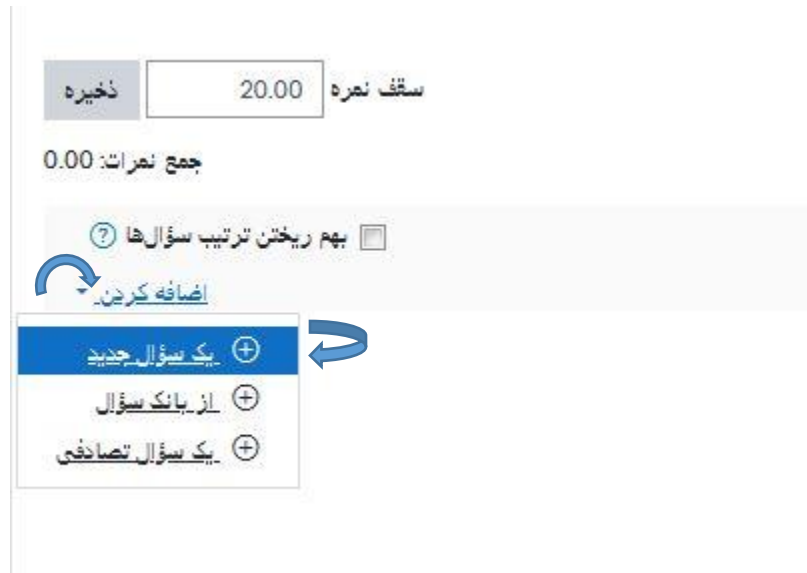 سقف نمره 20.00 ذخیره
جمع نمرات: 0.00
بهم ریختن ترتیب سؤال‌ها ?
اضافه کردن
یک سؤال جدید
از بانک سؤال
یک سؤال تصادفی